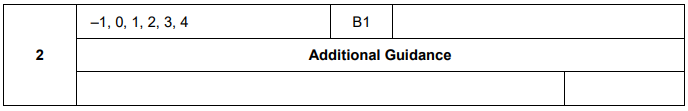 –1, 0, 1, 2, 3, 4 B1
2 Additional Guidance